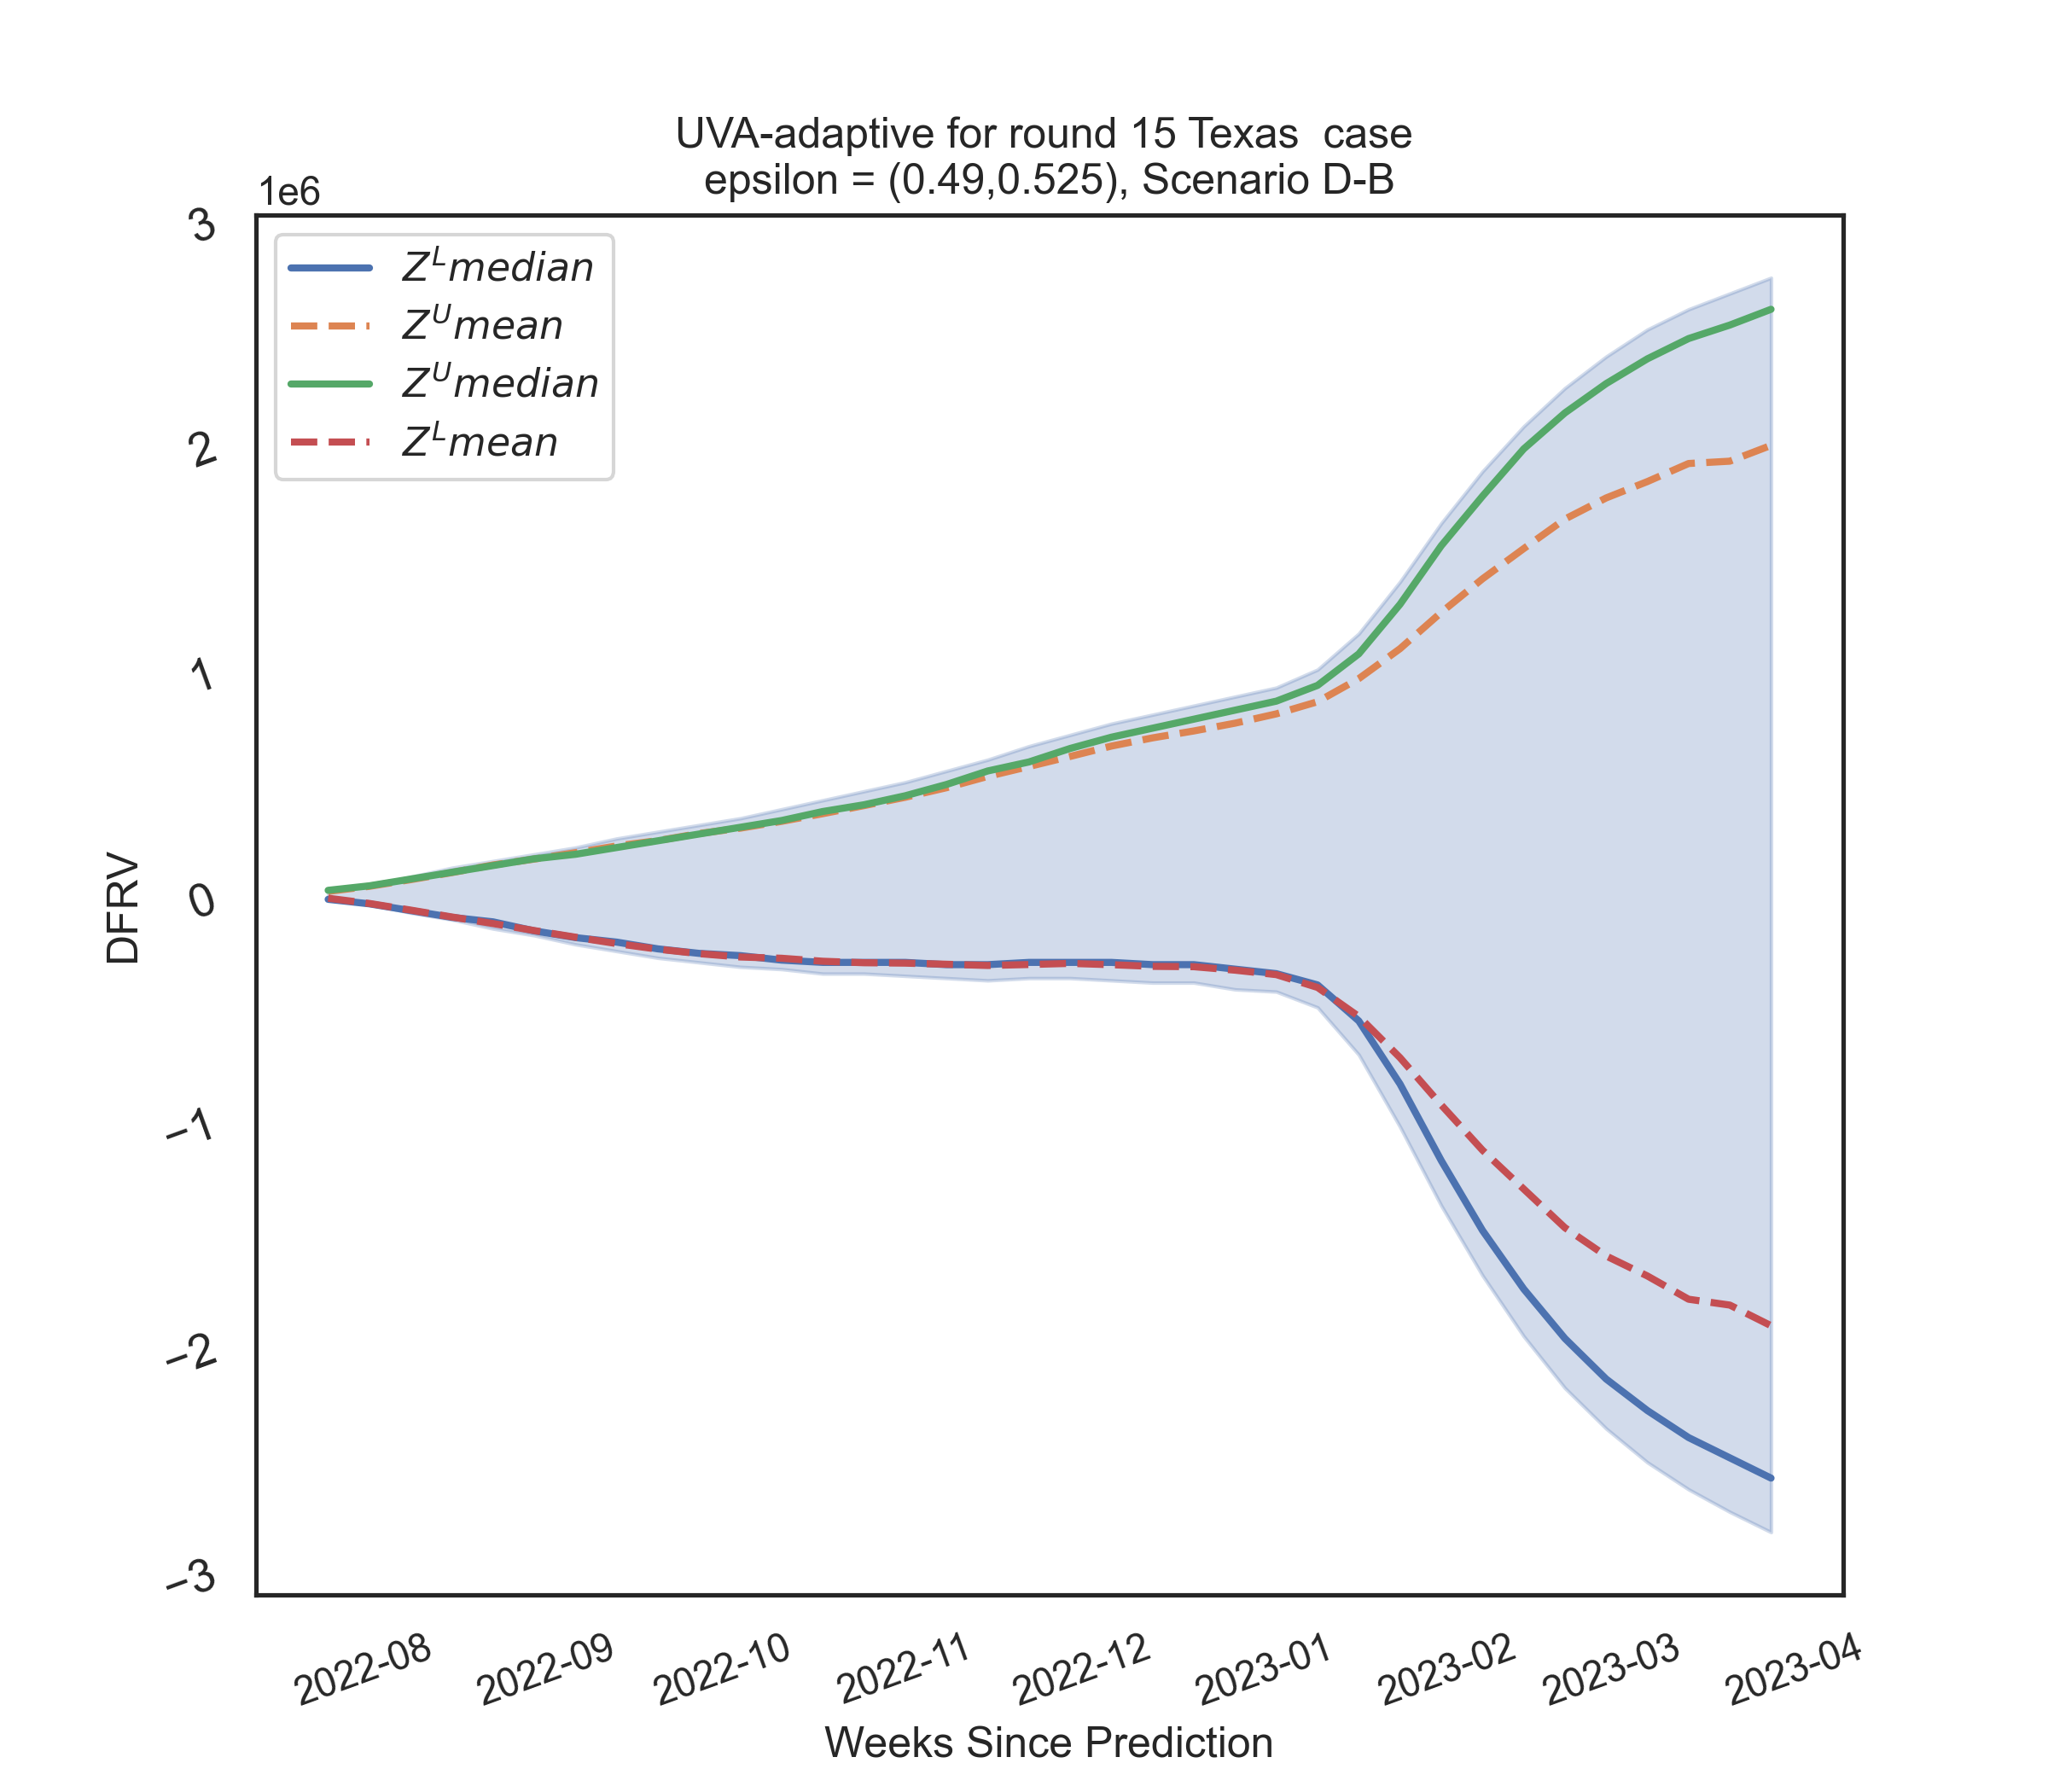 UVA-adaptive for round 15 Texas  case
epsilon = (0.49,0.525), Scenario D-B
1e6
3
2
1
0
−1
−2
−3
DFRV
Z^L median
Z^U mean
Z^U median
Z^L mean
2022-08
2022-09
2022-10
2022-11
2022-12
2023-01
2023-02
2023-03
2023-04
Weeks Since Prediction